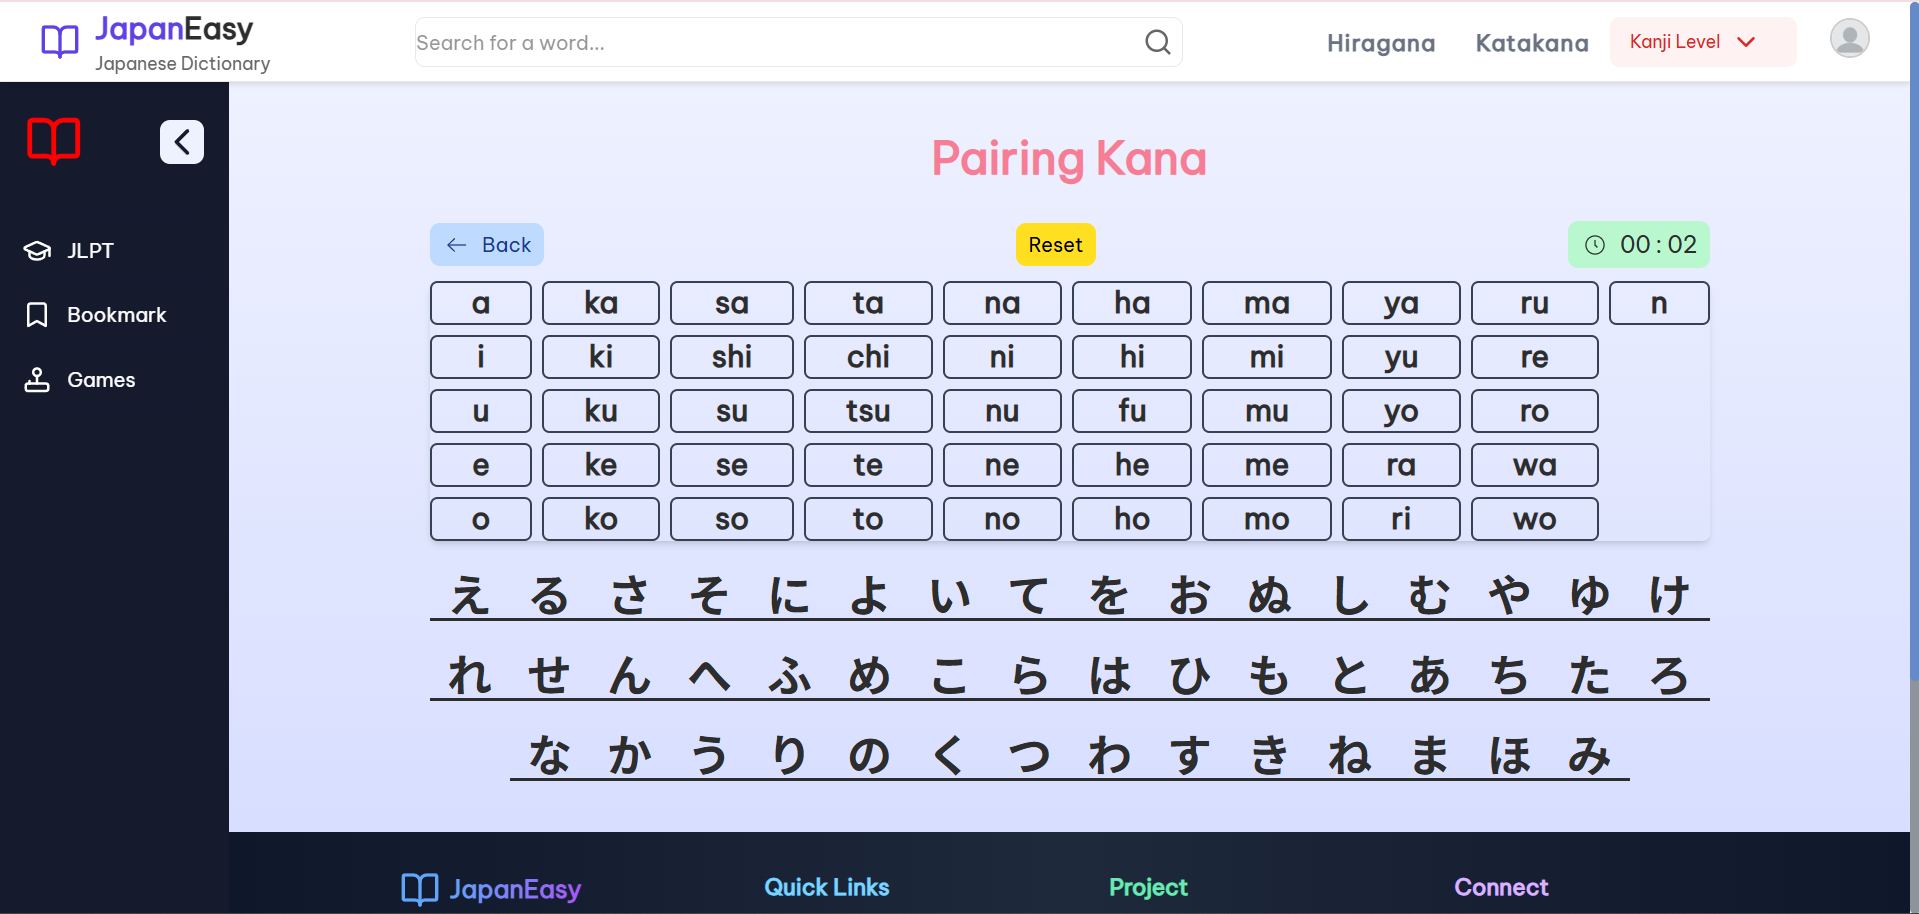 JapanEasy
Japanese Dictionary
Search for a word...
Hiragana Katakana Kanji Level
JLPT
Bookmark
Games
Pairing Kana
Back Reset 00 : 02
a ka sa ta na ha ma ya ru n
i ki shi chi ni hi mi yu re
u ku su tsu nu fu mu yo ro
e ke se te ne he me ra wa
o ko so to no ho mo ri wo
え る さ そ に よ い て を お ぬ し む や ゆ け
れ せ ん へ ふ め こ ら は ひ も と あ ち た ろ
な か う り の く つ わ す き ね ま ほ み
JapanEasy Quick Links Project Connect